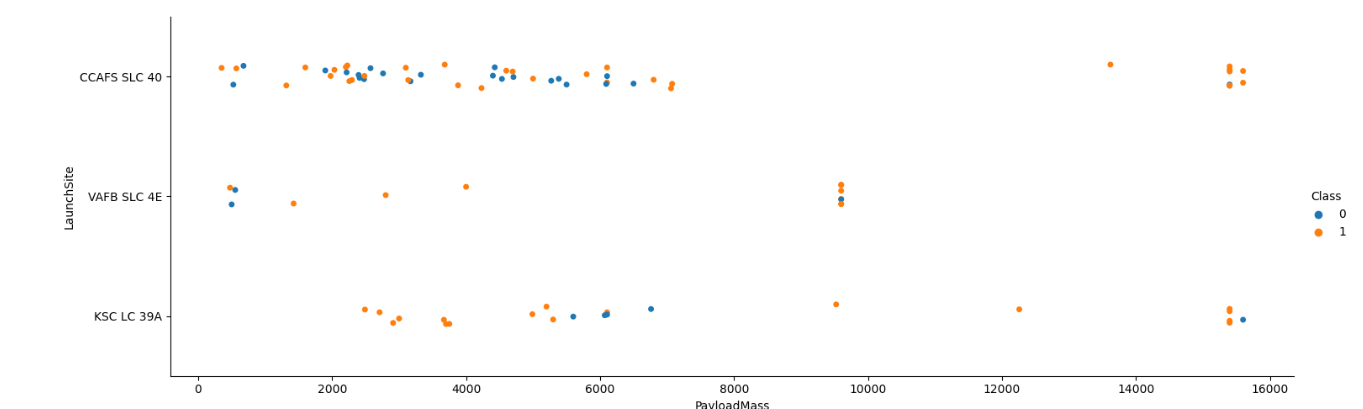 CCAFS SLC 40
VAFB SLC 4E
KSC LC 39A
LaunchSite
0 2000 4000 6000 8000 10000 12000 14000 16000
PayloadMass
Class
0
1